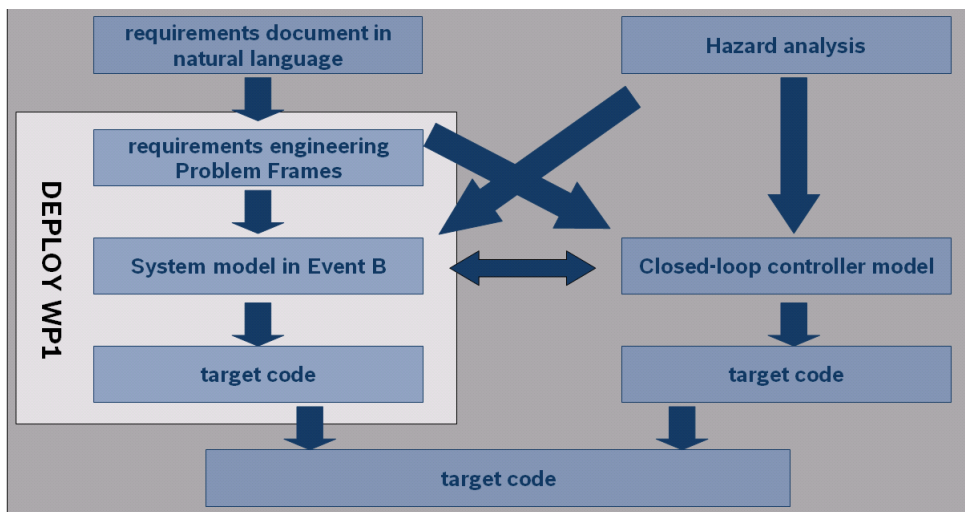 requirements document in
natural language
Hazard analysis
DEPLOY WP1
requirements engineering
Problem Frames
System model in Event B
Closed-loop controller model
target code
target code
target code